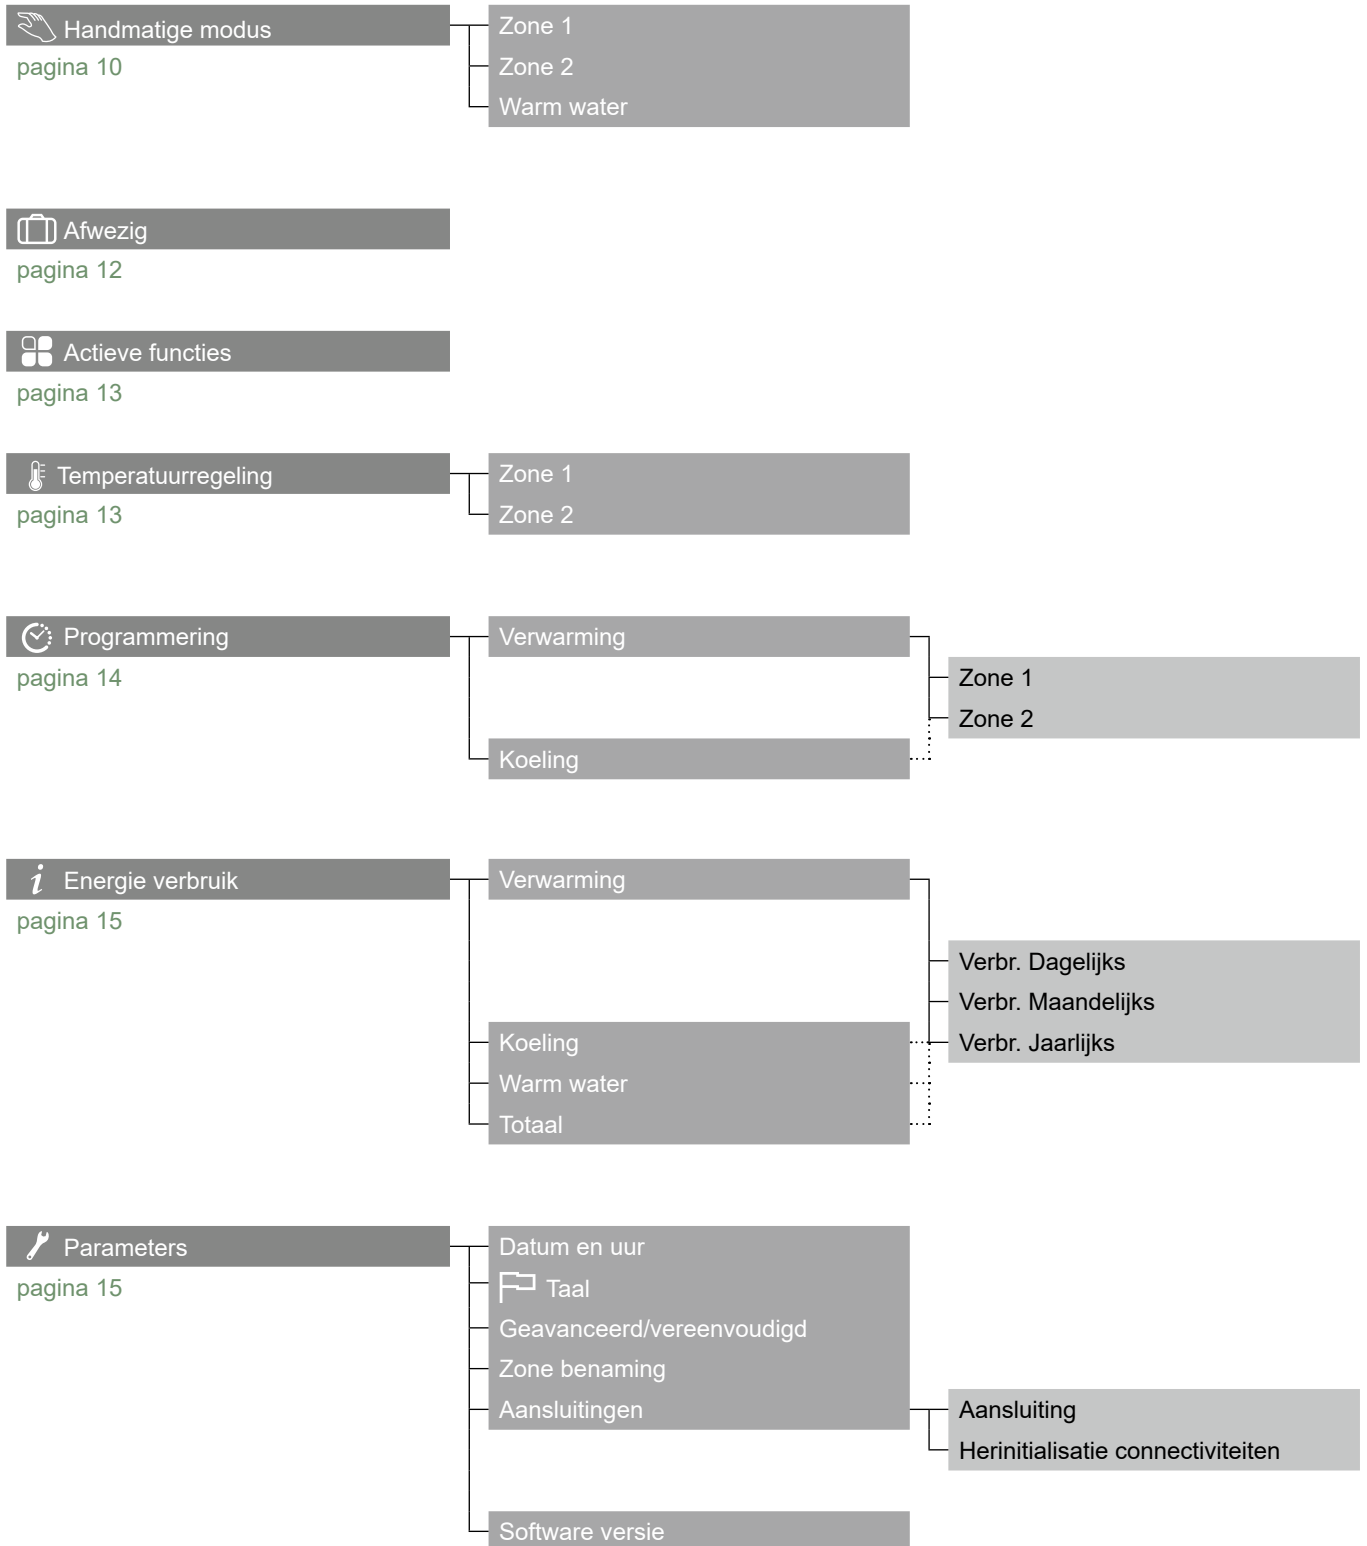 Handmatige modus
pagina 10
Zone 1
Zone 2
Warm water
Afwezig
pagina 12
Actieve functies
pagina 13
Temperatuurregeling
pagina 13
Zone 1
Zone 2
Programmering
pagina 14
Verwarming
Zone 1
Zone 2
Koeling
Energie verbruik
pagina 15
Verwarming
Verbr. Dagelijks
Verbr. Maandelijks
Verbr. Jaarlijks
Koeling
Warm water
Totaal
Parameters
pagina 15
Datum en uur
Taal
Geavanceerd/vereenvoudigd
Zone benaming
Aansluitingen
Aansluiting
Herinitialisatie connectiviteiten
Software versie